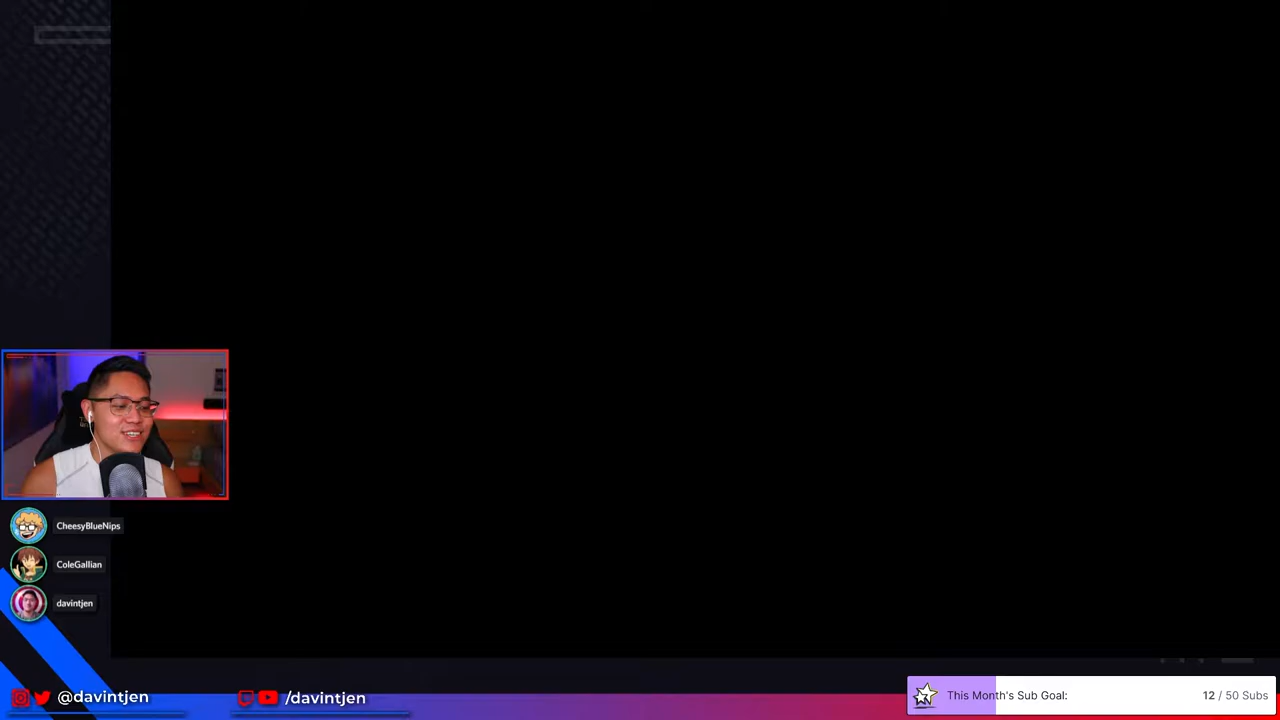 CheesyBlueNips
ColeGallian
davintjen
@davintjen
/davintjen
This Month's Sub Goal:
12 / 50 Subs